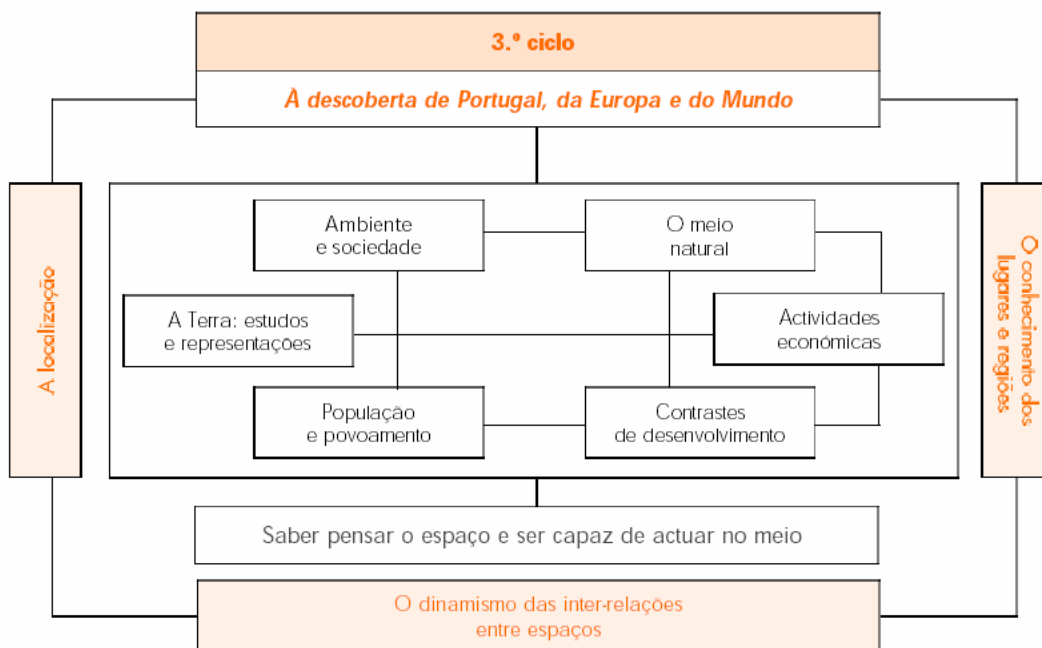 3.º ciclo
À descoberta de Portugal, da Europa e do Mundo
A localização
Ambiente
e sociedade
O meio
natural
A Terra: estudos
e representações
Actividades
económicas
População
e povoamento
Contrastes
de desenvolvimento
O conhecimento dos
lugares e regiões
Saber pensar o espaço e ser capaz de actuar no meio
O dinamismo das inter-relações
entre espaços